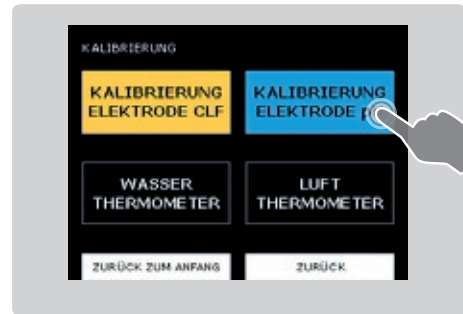 KALIBRIERUNG
KALIBRIERUNG
ELEKTRODE CLF
KALIBRIERUNG
ELEKTRODE
WASSER
THERMOMETER
LUFT
THERMOMETER
ZURÜCK ZUM ANFANG
ZURÜCK